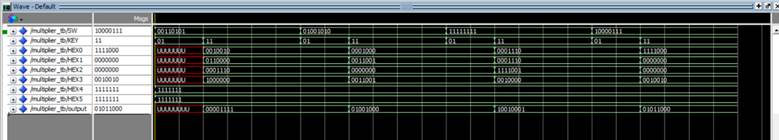 Wave - Default
Msgs
/multiplier_tb/SW 10000111 00110101 01001010 11111111 10000111
/multiplier_tb/KEY 11 01 11 01 11 01 11 01 11
/multiplier_tb/HEX0 1111000 UUUUUUU 0010010 0001000 0001110 1111000
/multiplier_tb/HEX1 0000000 UUUUUUU 0110000 0011001 0001110 0000000
/multiplier_tb/HEX2 0000000 UUUUUUU 0001110 0000000 1111001 0000000
/multiplier_tb/HEX3 0010010 UUUUUUU 1000000 0011001 0010010
/multiplier_tb/HEX4 1111111 1111111
/multiplier_tb/HEX5 1111111 1111111
/multiplier_tb/output 01011000 UUUUUUUU 00001111 01001000 10010001 01011000